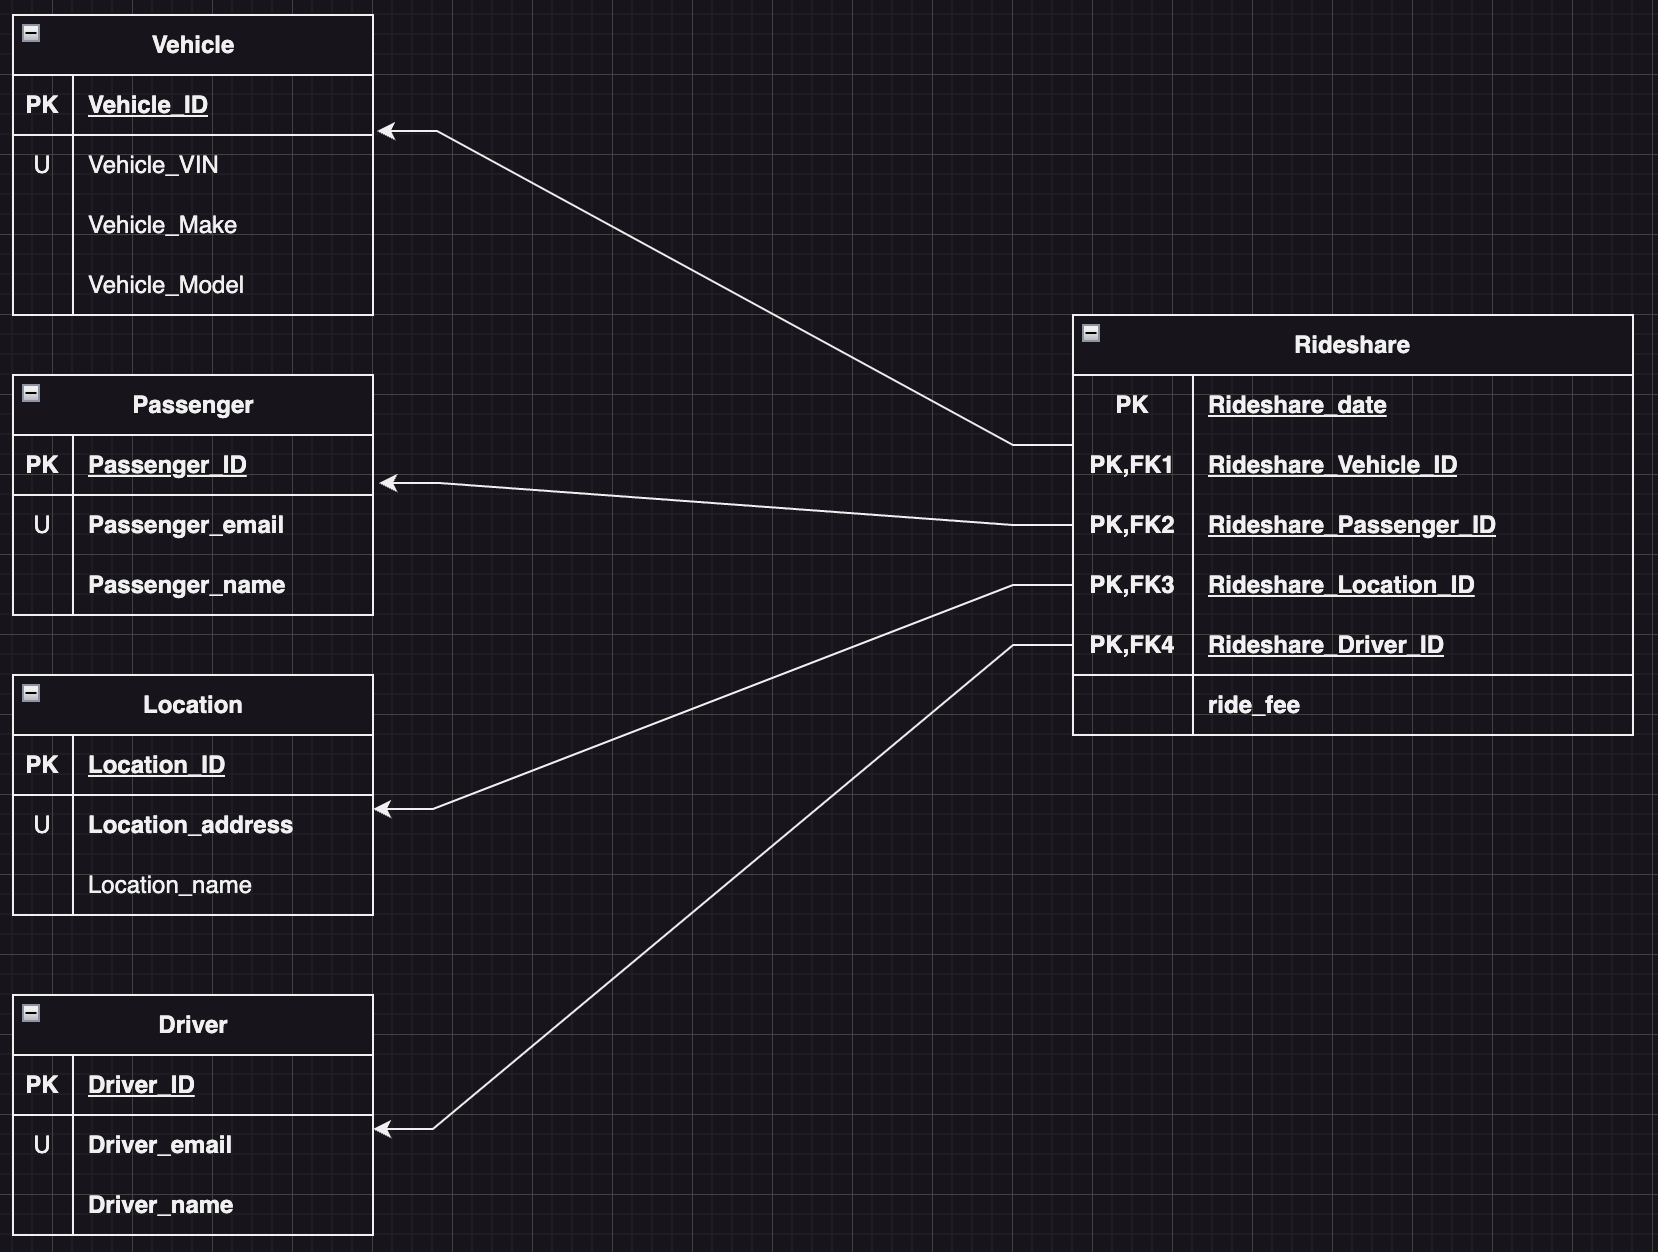 Vehicle
PK Vehicle_ID
U Vehicle_VIN
Vehicle_Make
Vehicle_Model
Passenger
PK Passenger_ID
U Passenger_email
Passenger_name
Location
PK Location_ID
U Location_address
Location_name
Driver
PK Driver_ID
U Driver_email
Driver_name
Rideshare
PK Rideshare_date
PK,FK1 Rideshare_Vehicle_ID
PK,FK2 Rideshare_Passenger_ID
PK,FK3 Rideshare_Location_ID
PK,FK4 Rideshare_Driver_ID
ride_fee